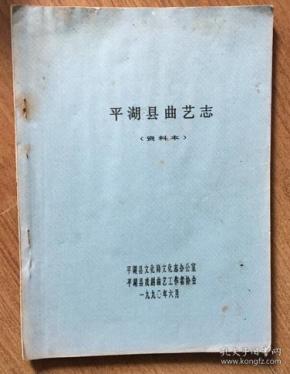 平湖县曲艺志
（资料本）
平湖县文化局文化志办公室
平湖县戏剧曲艺工作者协会
一九九〇年六月